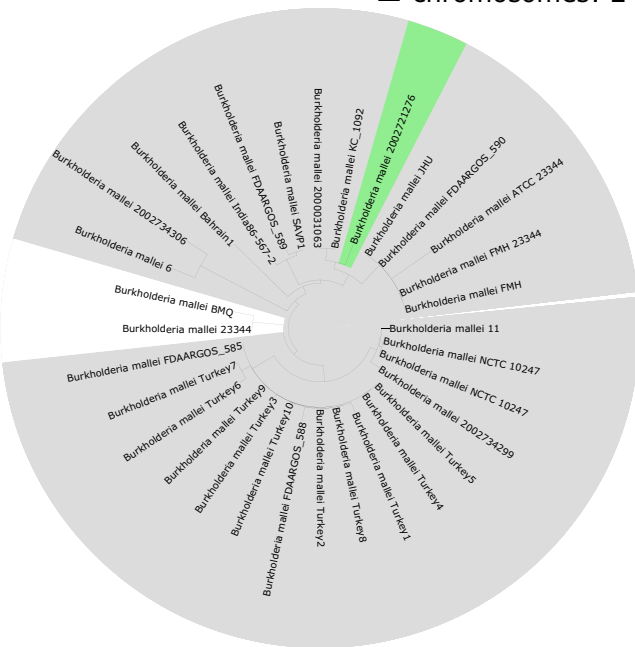 Burkholderia mallei 2002721276
Burkholderia mallei KC_1092
Burkholderia mallei 2000031063
Burkholderia mallei SAVP1
Burkholderia mallei FDAARGOS_589
Burkholderia mallei India86-567-2
Burkholderia mallei Bahrain1
Burkholderia mallei 2002734306
Burkholderia mallei 6
Burkholderia mallei BMQ
Burkholderia mallei 23344
Burkholderia mallei FDAARGOS_585
Burkholderia mallei Turkey7
Burkholderia mallei Turkey6
Burkholderia mallei Turkey9
Burkholderia mallei Turkey3
Burkholderia mallei Turkey10
Burkholderia mallei FDAARGOS_588
Burkholderia mallei Turkey2
Burkholderia mallei Turkey8
Burkholderia mallei Turkey1
Burkholderia mallei Turkey4
Burkholderia mallei Turkey5
Burkholderia mallei 2002734299
Burkholderia mallei NCTC 10247
Burkholderia mallei NCTC 10247
Burkholderia mallei 11
Burkholderia mallei FMH
Burkholderia mallei FMH 23344
Burkholderia mallei ATCC 23344
Burkholderia mallei FDAARGOS_590
Burkholderia mallei JHU